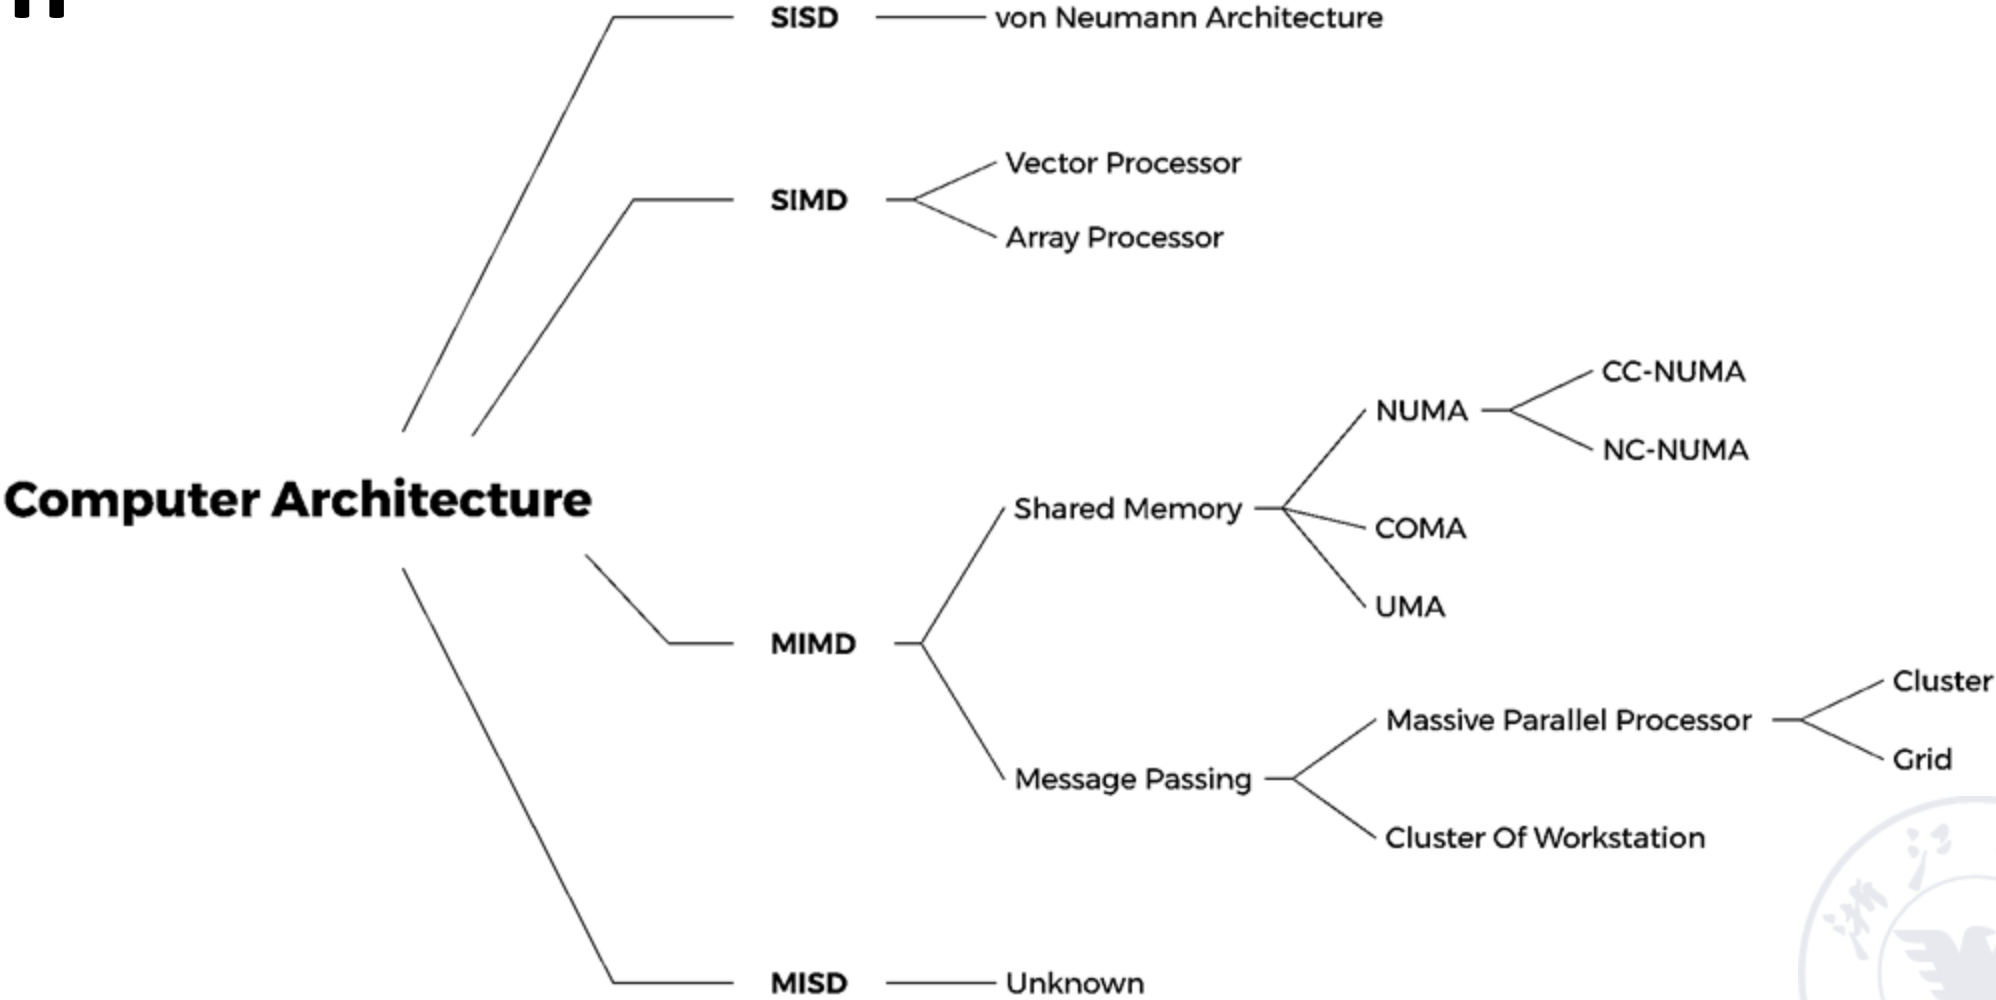 SISD
von Neumann Architecture
Vector Processor
SIMD
Array Processor
CC-NUMA
NUMA
NC-NUMA
Computer Architecture
Shared Memory
COMA
UMA
MIMD
Cluster
Massive Parallel Processor
Grid
Message Passing
Cluster Of Workstation
MISD
Unknown